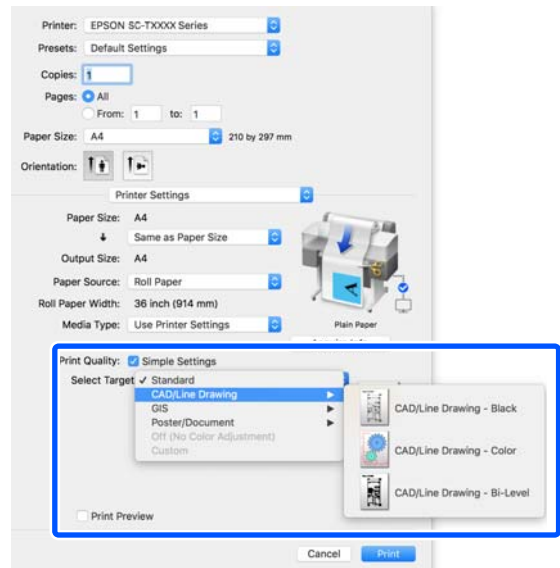 Printer: EPSON SC-TXXXX Series
Presets: Default Settings
Copies: 1
Pages: All
From: 1 to: 1
Paper Size: A4 210 by 297 mm
Orientation:
Printer Settings
Paper Size: A4
Same as Paper Size
Output Size: A4
Paper Source: Roll Paper
Roll Paper Width: 36 inch (914 mm)
Media Type: Use Printer Settings
Plain Paper
Print Quality: Simple Settings
Select Target
Standard
CAD/Line Drawing
GIS
Poster/Document
Off (No Color Adjustment)
Custom
CAD/Line Drawing - Black
CAD/Line Drawing - Color
CAD/Line Drawing - Bi-Level
Print Preview
Cancel Print